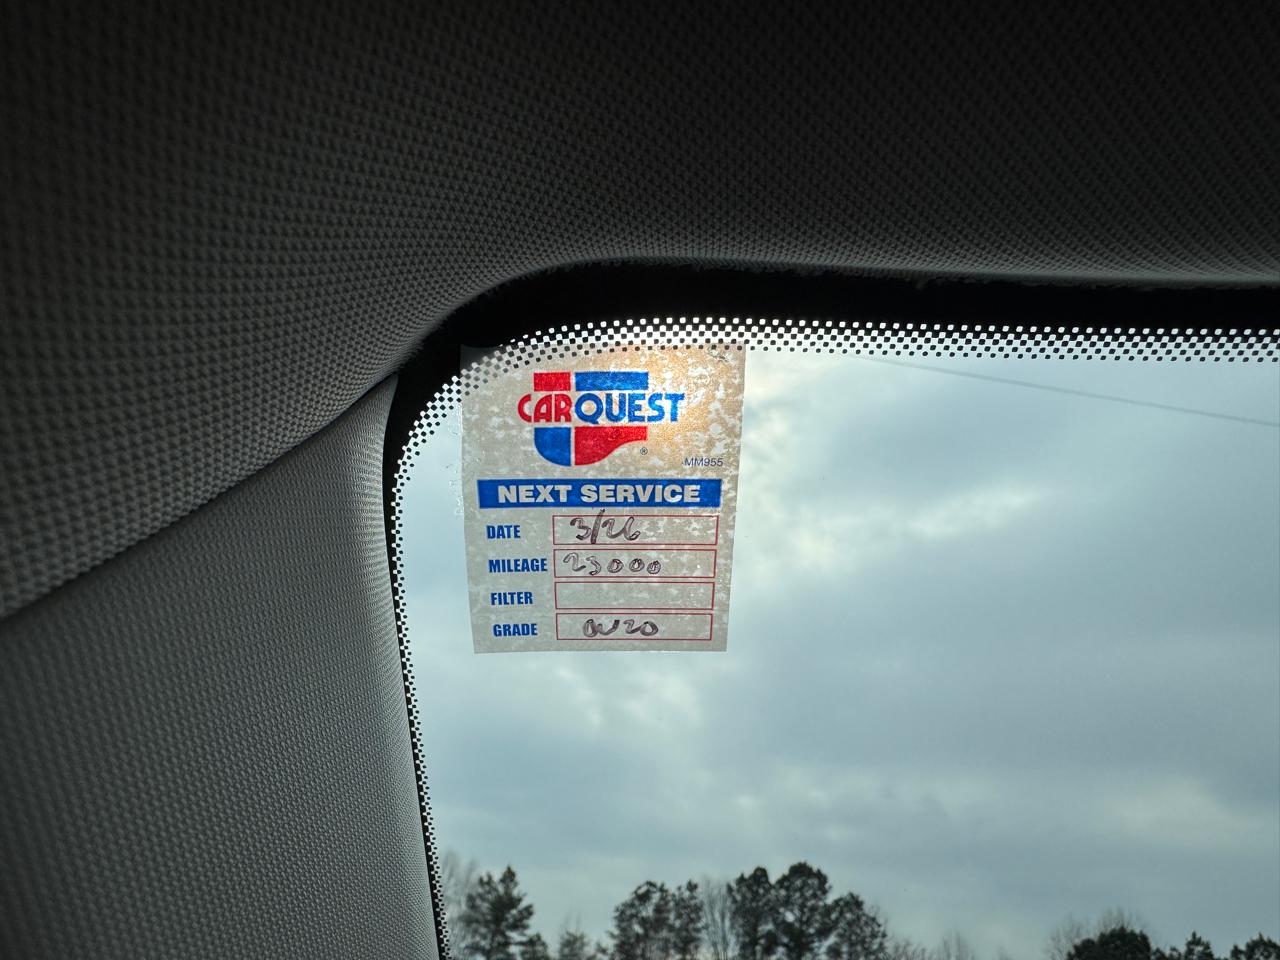 CARQUEST
®
MM955
NEXT SERVICE
DATE 3/26
MILEAGE 23000
FILTER
GRADE 0W20